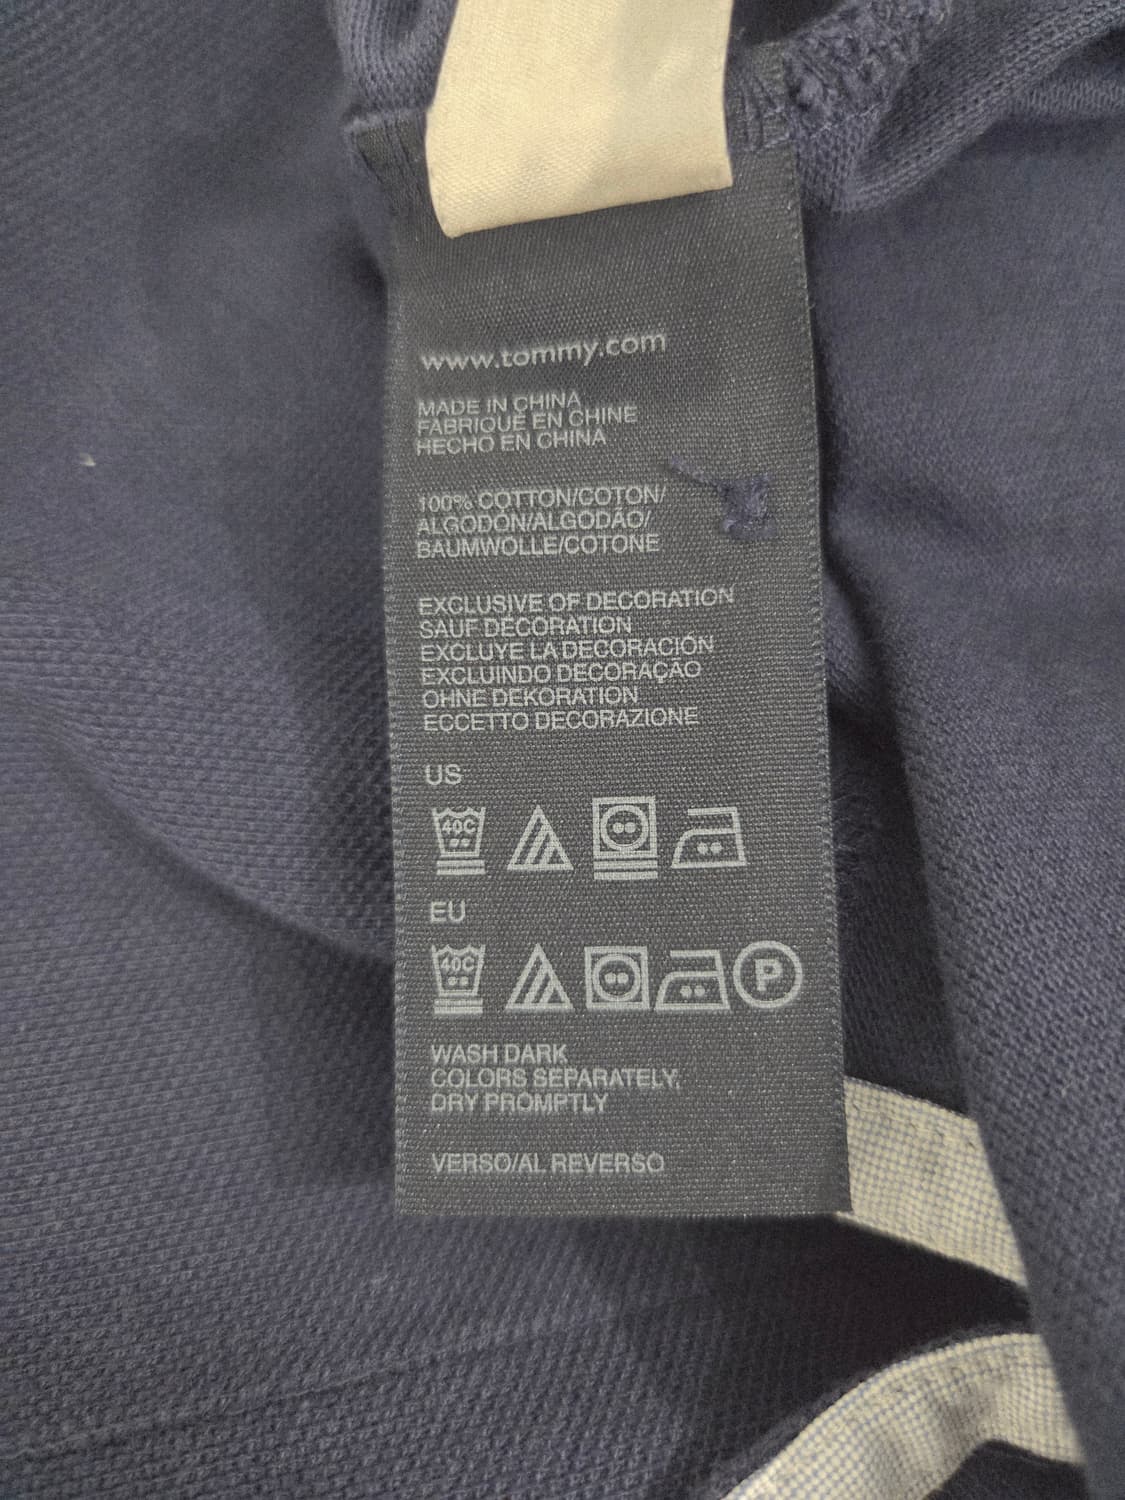 www.tommy.com
MADE IN CHINA
FABRIQUÉ EN CHINE
HECHO EN CHINA
100% COTTON/COTON/
ALGODÓN/ALGODÃO/
BAUMWOLLE/COTONE
EXCLUSIVE OF DECORATION
SAUF DÉCORATION
EXCLUYE LA DECORACIÓN
EXCLUINDO DECORAÇÃO
OHNE DEKORATION
ECCETTO DECORAZIONE
US
40C
EU
40C P
WASH DARK
COLORS SEPARATELY.
DRY PROMPTLY
VERSO/AL REVERSO